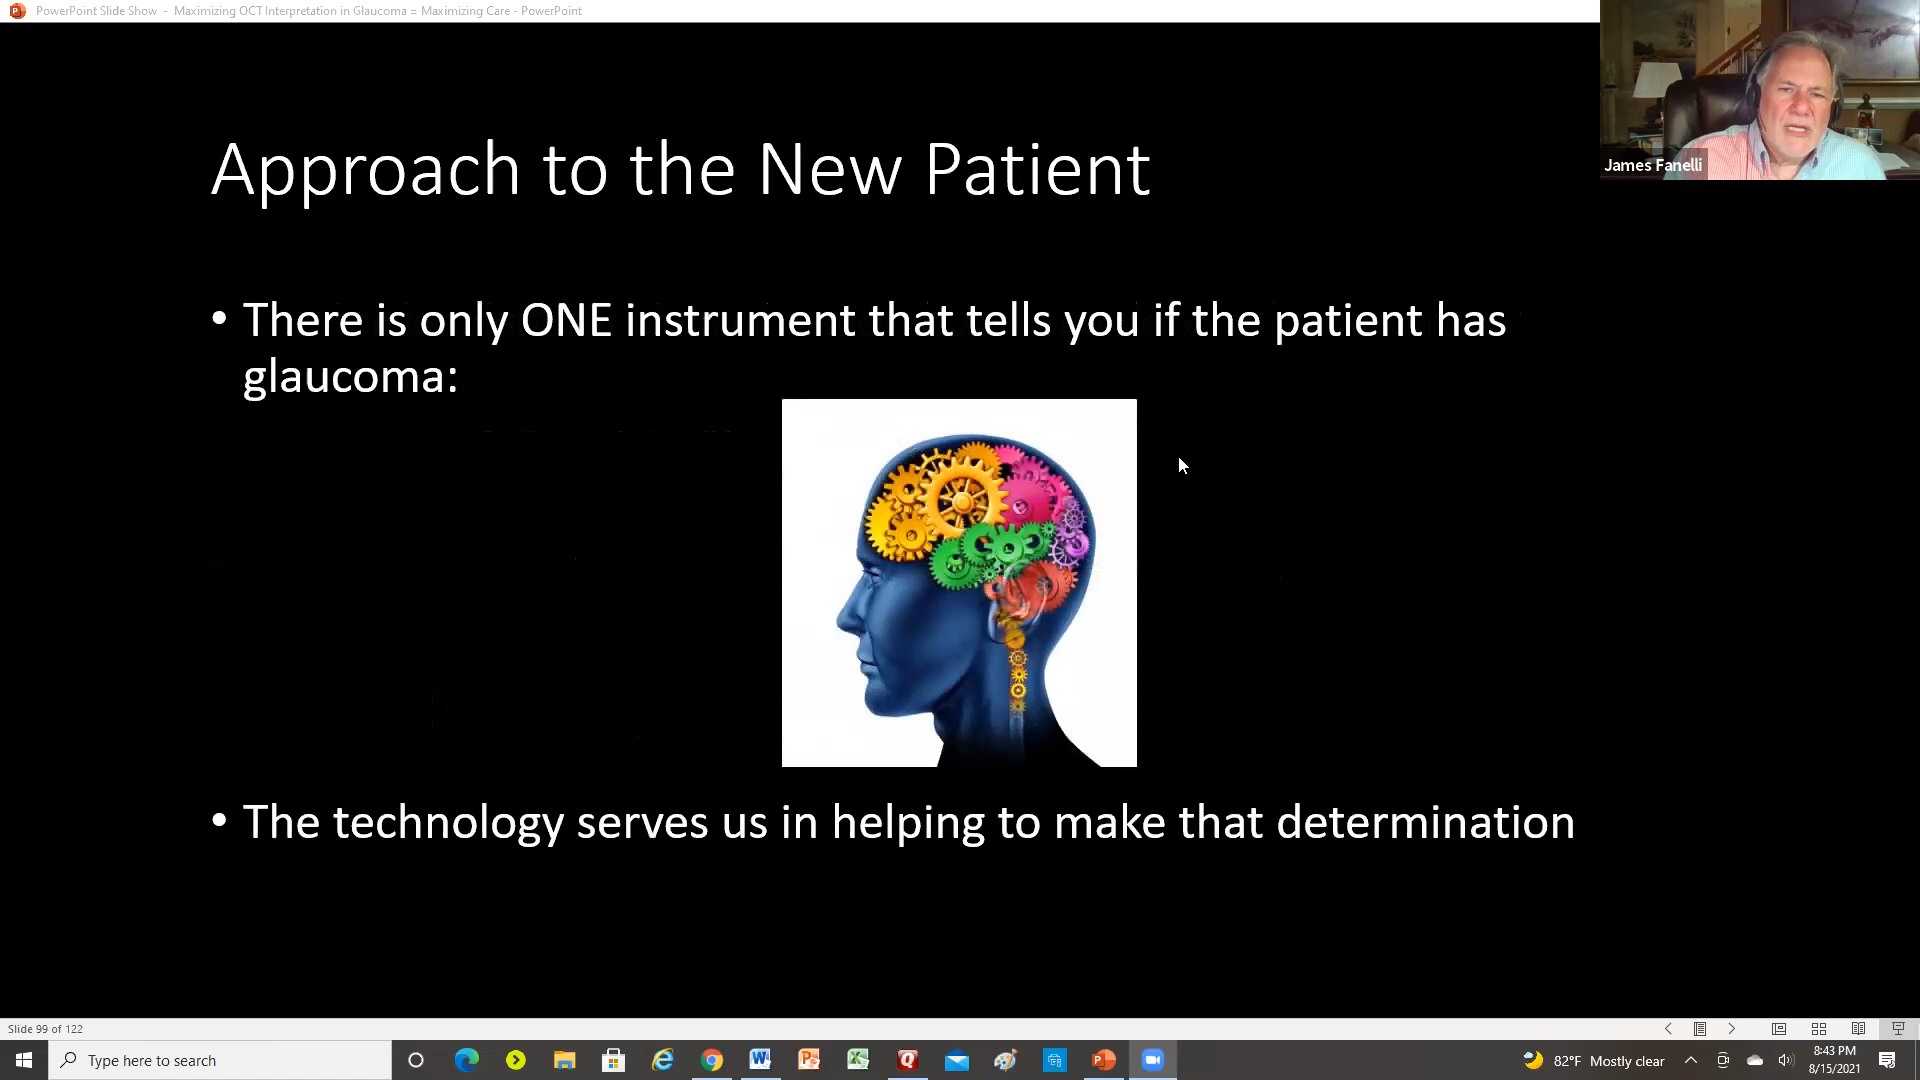 PowerPoint Slide Show - Maximizing OCT Interpretation in Glaucoma = Maximizing Care - PowerPoint
James Fanelli
Approach to the New Patient
• There is only ONE instrument that tells you if the patient has
glaucoma:
• The technology serves us in helping to make that determination
Slide 99 of 122
Type here to search
82°F Mostly clear
8:43 PM
8/15/2021